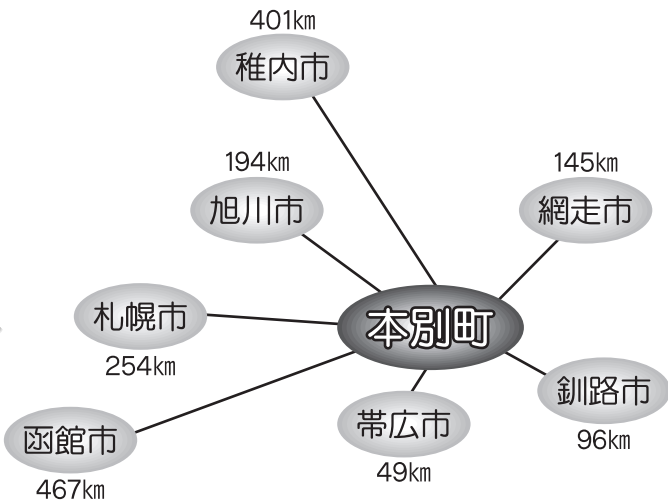 401km
稚内市
194km
旭川市
145km
網走市
札幌市
254km
本別町
函館市
467km
帯広市
49km
釧路市
96km